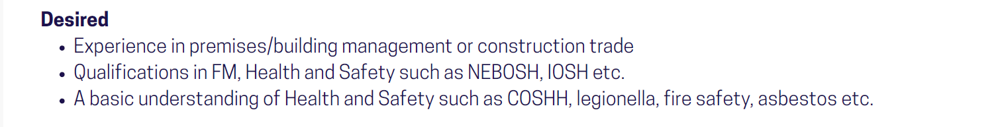 Desired
• Experience in premises/building management or construction trade
• Qualifications in FM, Health and Safety such as NEBOSH, IOSH etc.
• A basic understanding of Health and Safety such as COSHH, legionella, fire safety, asbestos etc.